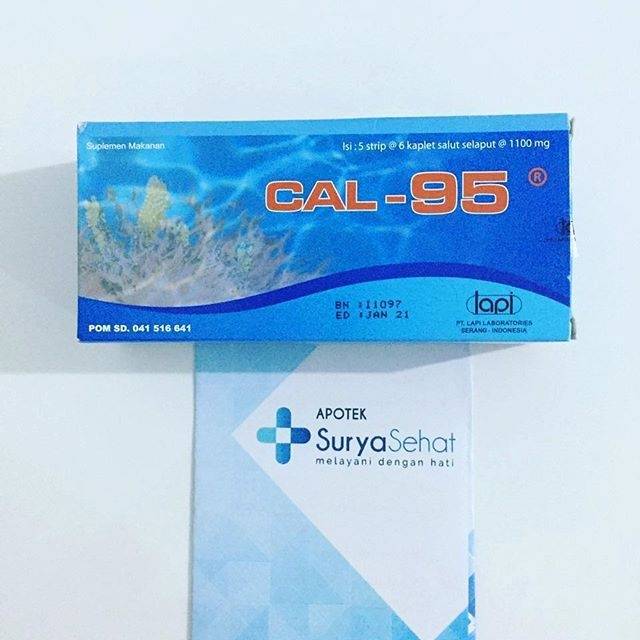 Suplemen Makanan
Isi : 5 strip @ 6 kaplet salut selaput @ 1100 mg
CAL-95 ®
BN :I1097
ED :JAN 21
lapi
PT. LAPI LABORATORIES
SERANG - INDONESIA
POM SD. 041 516 641
APOTEK
SuryaSehat
melayani dengan hati